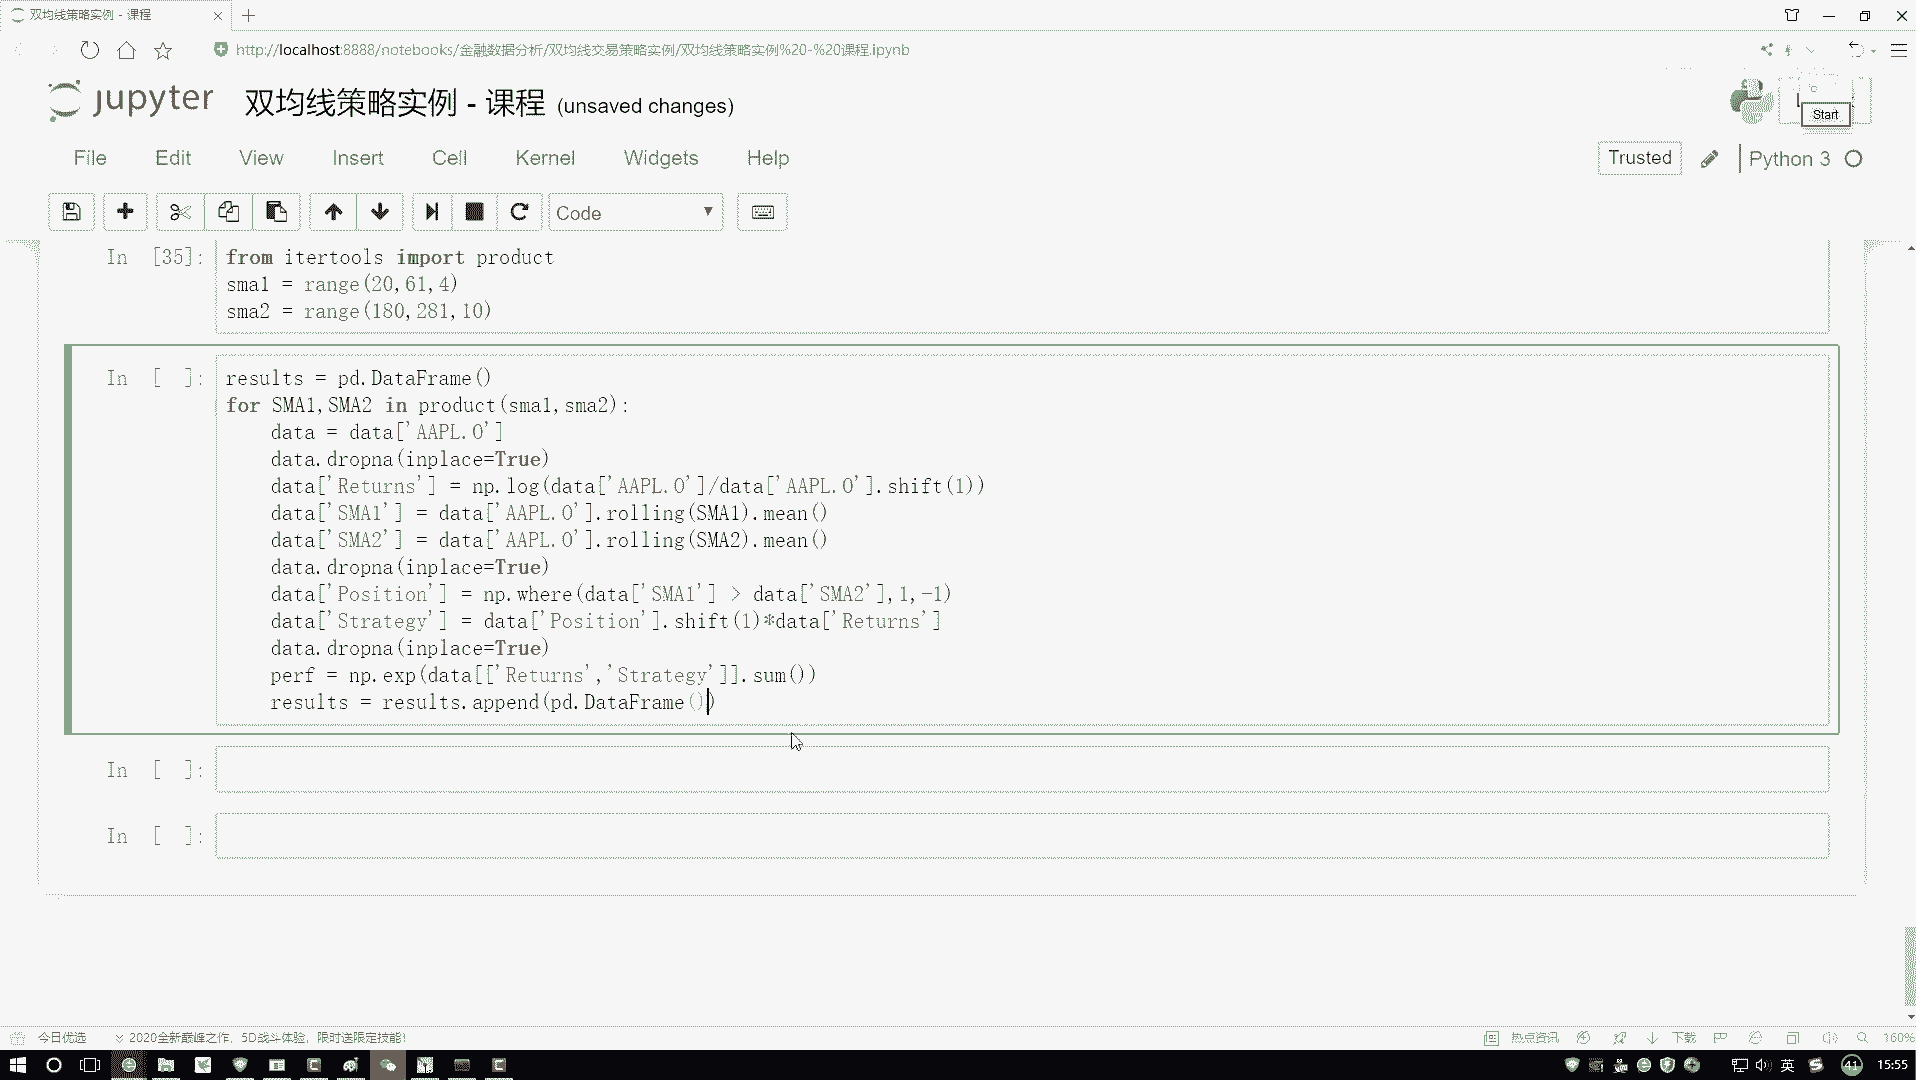 双均线策略实例 - 课程
http://localhost:8888/notebooks/金融数据分析/双均线交易策略实例/双均线策略实例%20-%20课程.ipynb
jupyter 双均线策略实例 - 课程 (unsaved changes)
Start
File Edit View Insert Cell Kernel Widgets Help
Trusted Python 3 O
Code
In [35]:
from itertools import product
sma1 = range(20,61,4)
sma2 = range(180,281,10)
In [ ]:
results = pd.DataFrame()
for SMA1,SMA2 in product(sma1,sma2):
data = data['AAPL.O']
data.dropna(inplace=True)
data['Returns'] = np.log(data['AAPL.O']/data['AAPL.O'].shift(1))
data['SMA1'] = data['AAPL.O'].rolling(SMA1).mean()
data['SMA2'] = data['AAPL.O'].rolling(SMA2).mean()
data.dropna(inplace=True)
data['Position'] = np.where(data['SMA1'] > data['SMA2'],1,-1)
data['Strategy'] = data['Position'].shift(1)*data['Returns']
data.dropna(inplace=True)
perf = np.exp(data[['Returns','Strategy']].sum())
results = results.append(pd.DataFrame())
In [ ]:
In [ ]:
今日优选 2020全新巅峰之作,5D战斗体验,限时送限定技能!
热点资讯 下载 160%
英 41 15:55